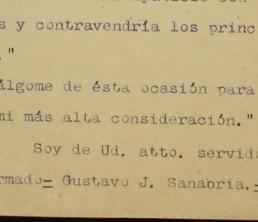 s y contravendría los princ
."
álgome de ésta ocasión para
mi más alta consideración."
Soy de Ud. atto. servid
rmado= Gustavo J. Sanabria.=